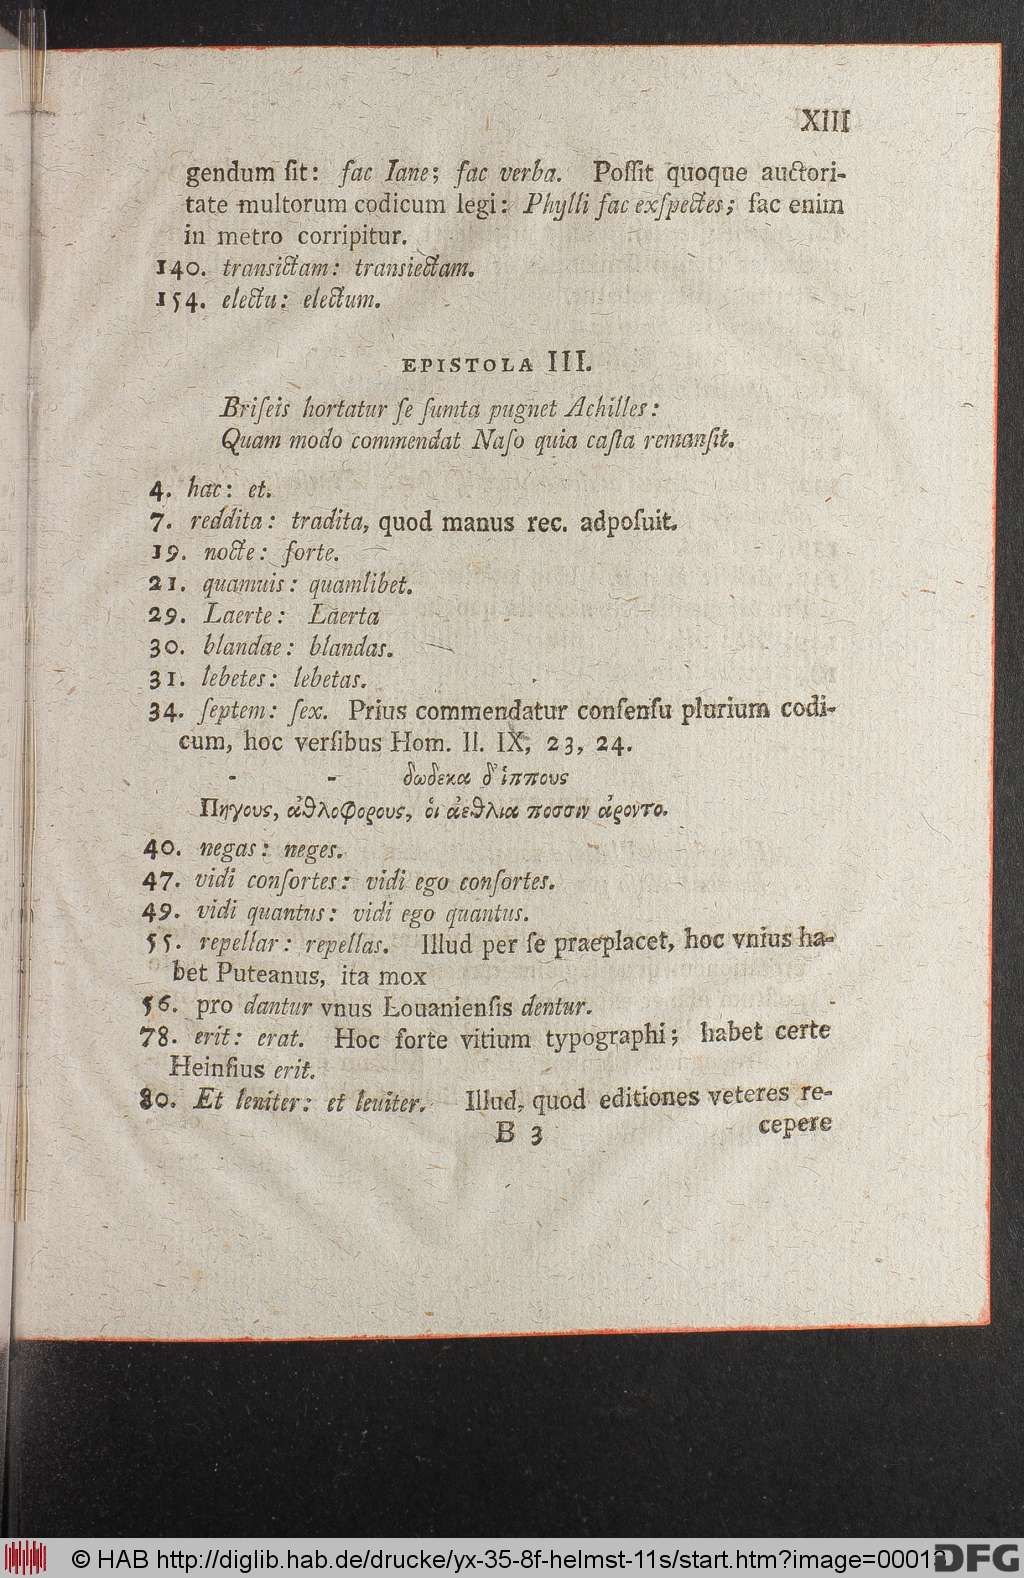 XIII
gendum ſit: fac Iane; fac verba. Poſſit quoque auctori-
tate multorum codicum legi: Phylli fac exſpectes; fac enim
in metro corripitur.
140. transictam: transiectam.
154. electu: electum.
EPISTOLA III.
Briſeis hortatur ſe ſumta pugnet Achilles:
Quam modo commendat Naſo quia caſta remanſit.
4. hac: et.
7. reddita: tradita, quod manus rec. adpoſuit.
19. nocte: forte.
21. quamuis: quamlibet.
29. Laerte: Laerta
30. blandae: blandas.
31. lebetes: lebetas.
34. ſeptem: ſex. Prius commendatur conſenſu plurium codi-
cum, hoc verſibus Hom. Il. IX, 23, 24.
- - δωδεκα δ᾽ἱππους
Πηγους, ἀθλοφορους, ὁι ἀεθλια ποσσιν ἀροντο.
40. negas: neges.
47. vidi conſortes: vidi ego conſortes.
49. vidi quantus: vidi ego quantus.
55. repellar: repellas. Illud per ſe praeplacet, hoc vnius ha-
bet Puteanus, ita mox
56. pro dantur vnus Louanienſis dentur.
78. erit: erat. Hoc forte vitium typographi; habet certe
Heinſius erit.
80. Et leniter: et leuiter. Illud, quod editiones veteres re-
B 3 cepere
© HAB http://diglib.hab.de/drucke/yx-35-8f-helmst-11s/start.htm?image=00013
DFG